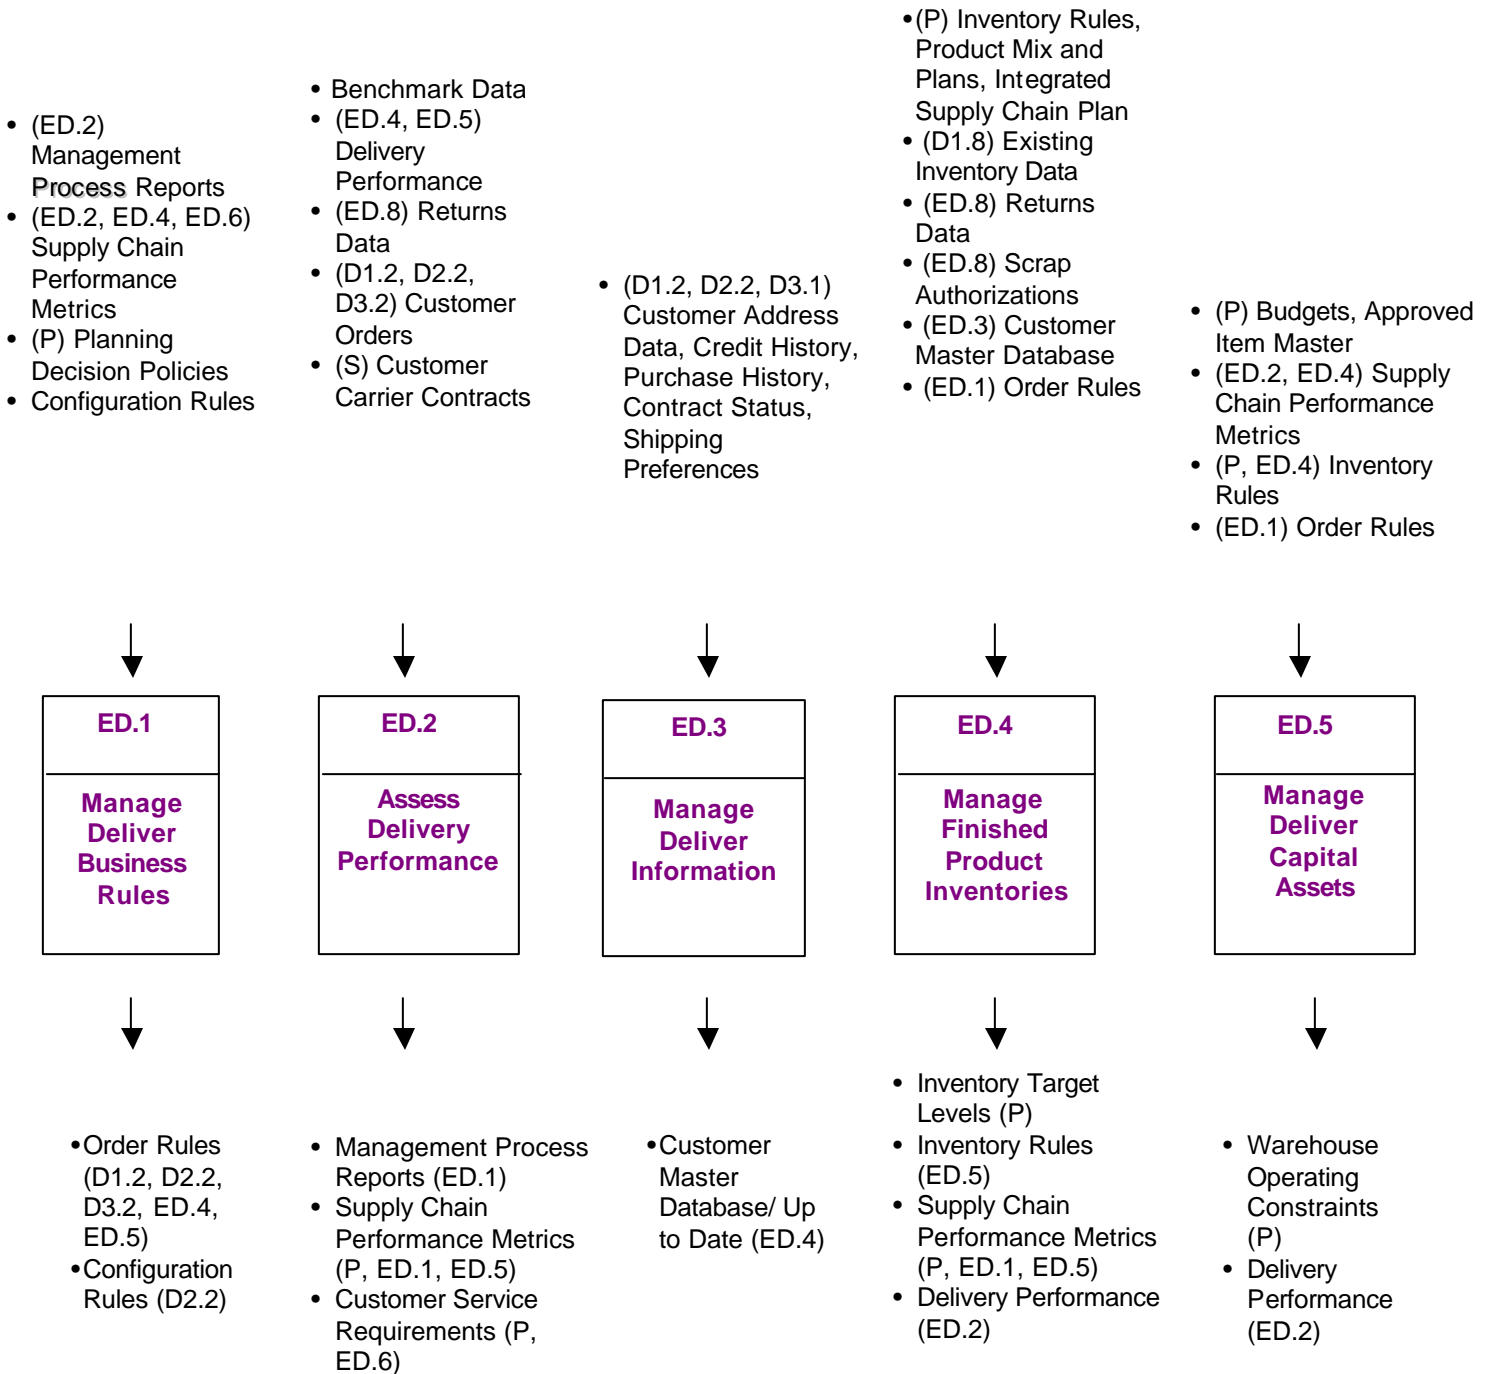 • (ED.2)
Management
Process Reports
• (ED.2, ED.4, ED.6)
Supply Chain
Performance
Metrics
• (P) Planning
Decision Policies
• Configuration Rules
• Benchmark Data
• (ED.4, ED.5)
Delivery
Performance
• (ED.8) Returns
Data
• (D1.2, D2.2,
D3.2) Customer
Orders
• (S) Customer
Carrier Contracts
• (D1.2, D2.2, D3.1)
Customer Address
Data, Credit History,
Purchase History,
Contract Status,
Shipping
Preferences
•(P) Inventory Rules,
Product Mix and
Plans, Integrated
Supply Chain Plan
• (D1.8) Existing
Inventory Data
• (ED.8) Returns
Data
• (ED.8) Scrap
Authorizations
• (ED.3) Customer
Master Database
• (ED.1) Order Rules
• (P) Budgets, Approved
Item Master
• (ED.2, ED.4) Supply
Chain Performance
Metrics
• (P, ED.4) Inventory
Rules
• (ED.1) Order Rules
ED.1
Manage
Deliver
Business
Rules
ED.2
Assess
Delivery
Performance
ED.3
Manage
Deliver
Information
ED.4
Manage
Finished
Product
Inventories
ED.5
Manage
Deliver
Capital
Assets
•Order Rules
(D1.2, D2.2,
D3.2, ED.4,
ED.5)
•Configuration
Rules (D2.2)
• Management Process
Reports (ED.1)
• Supply Chain
Performance Metrics
(P, ED.1, ED.5)
• Customer Service
Requirements (P,
ED.6)
•Customer
Master
Database/ Up
to Date (ED.4)
• Inventory Target
Levels (P)
• Inventory Rules
(ED.5)
• Supply Chain
Performance Metrics
(P, ED.1, ED.5)
• Delivery Performance
(ED.2)
• Warehouse
Operating
Constraints
(P)
• Delivery
Performance
(ED.2)